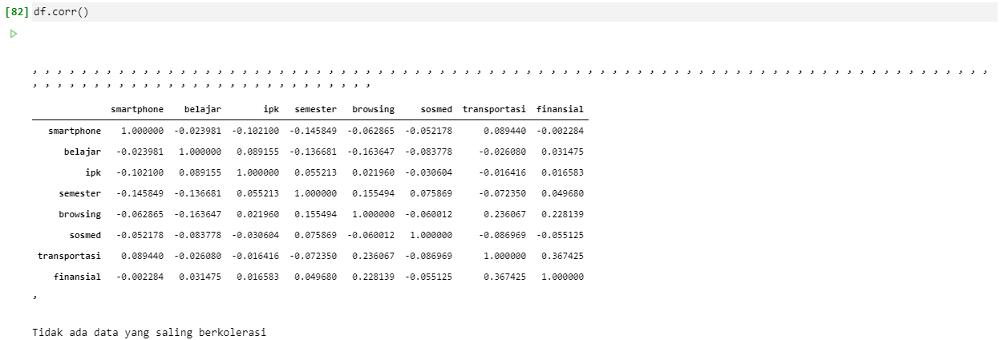 [82] df.corr()
, , , , , , , , , , , , , , , , , , , , , , , , , , , , , , , , , , , , , , , , , , , , , , , , , , , , , , , , , , , , , , , , , , , , , , , , , , , , , ,
, , , , , , , , , , , , , , , , , , , , , , , , , , , ,
smartphone belajar ipk semester browsing sosmed transportasi finansial
smartphone 1.000000 -0.023981 -0.102100 -0.145849 -0.062865 -0.052178 0.089440 -0.002284
belajar -0.023981 1.000000 0.089155 -0.136681 -0.163647 -0.083778 -0.026080 0.031475
ipk -0.102100 0.089155 1.000000 0.055213 0.021960 -0.030604 -0.016416 0.016583
semester -0.145849 -0.136681 0.055213 1.000000 0.155494 0.075869 -0.072350 0.049680
browsing -0.062865 -0.163647 0.021960 0.155494 1.000000 -0.060012 0.236067 0.228139
sosmed -0.052178 -0.083778 -0.030604 0.075869 -0.060012 1.000000 -0.086969 -0.055125
transportasi 0.089440 -0.026080 -0.016416 -0.072350 0.236067 -0.086969 1.000000 0.367425
finansial -0.002284 0.031475 0.016583 0.049680 0.228139 -0.055125 0.367425 1.000000
,
Tidak ada data yang saling berkolerasi